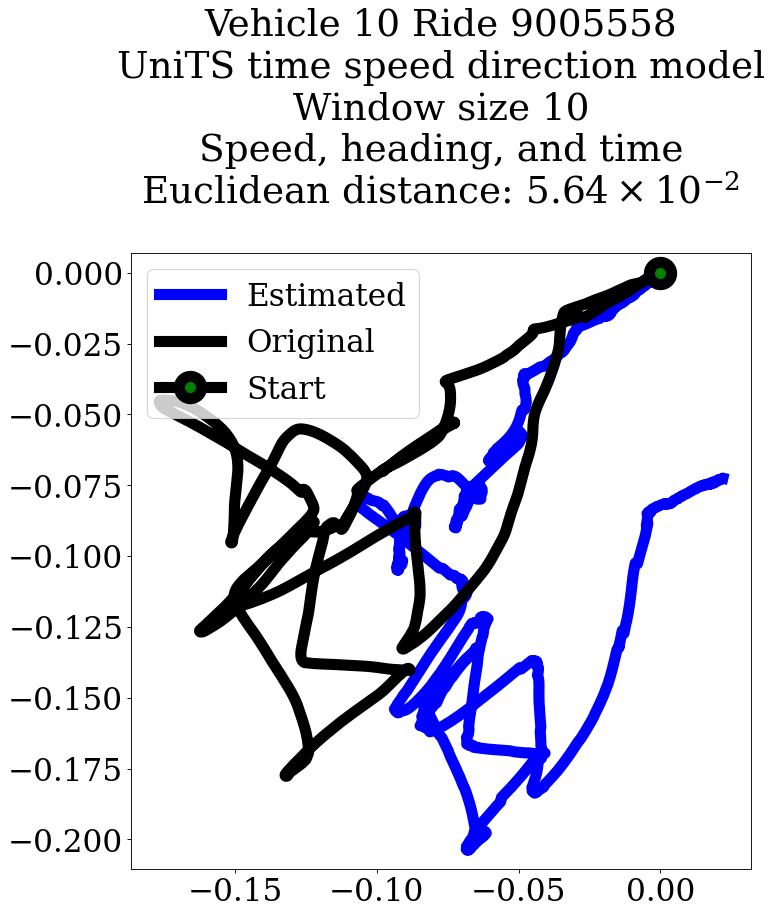 Vehicle 10 Ride 9005558
UniTS time speed direction model
Window size 10
Speed, heading, and time
Euclidean distance: 5.64 × 10⁻²
Estimated
Original
Start
0.000
−0.025
−0.050
−0.075
−0.100
−0.125
−0.150
−0.175
−0.200
−0.15 −0.10 −0.05 0.00